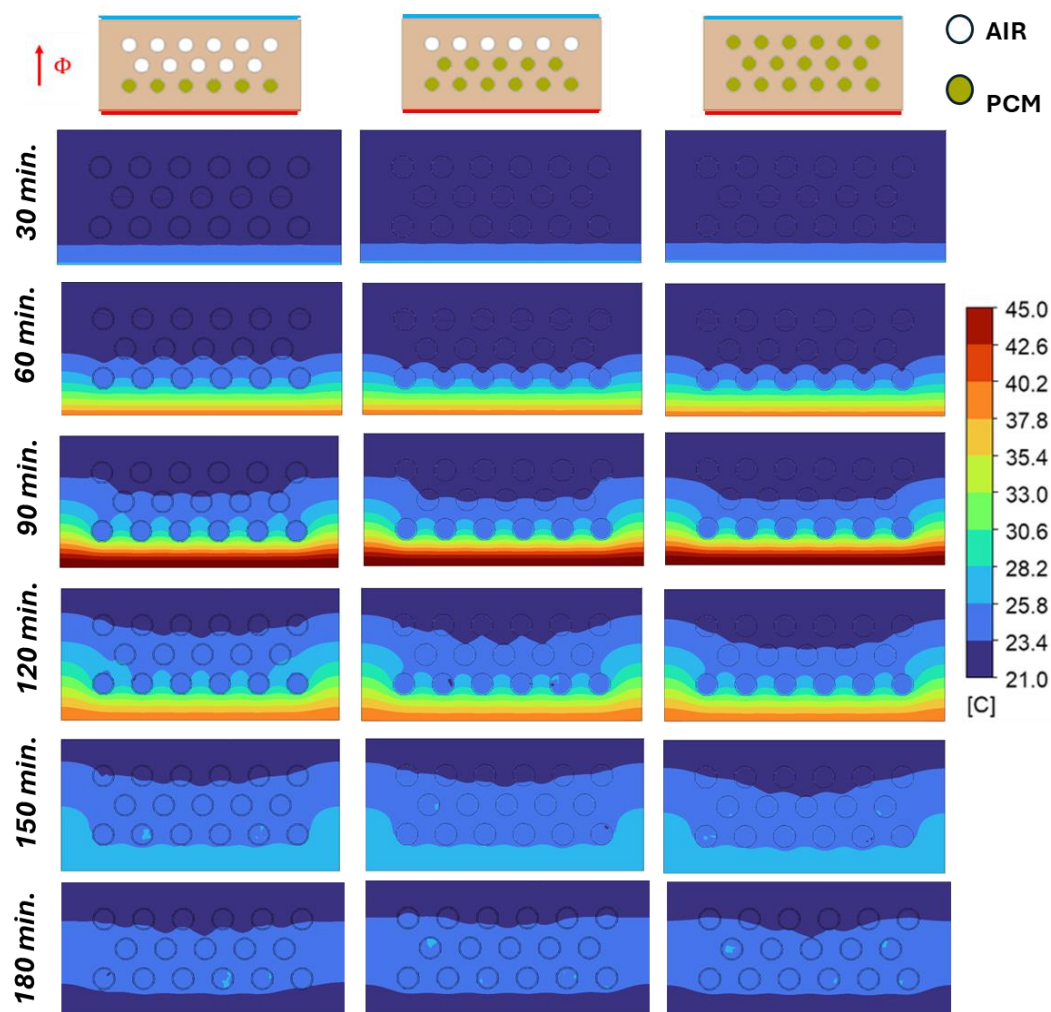 AIR
Φ
PCM
30 min.
60 min.
90 min.
120 min.
150 min.
180 min.
45.0
42.6
40.2
37.8
35.4
33.0
30.6
28.2
25.8
23.4
21.0
[C]